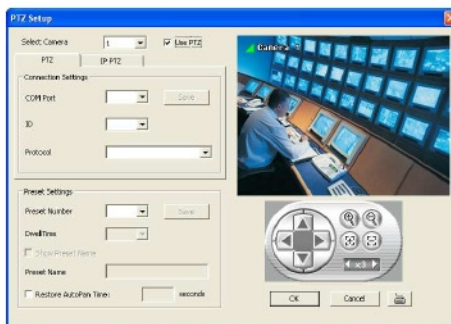 PTZ Setup
Select Camera 1 Use PTZ
PTZ IP PTZ
Connection Settings
COM Port Save
ID
Protocol
Preset Settings
Preset Number Save
DwellTime
Show Preset Name
Preset Name
Restore AutoPan Time: seconds
Camera 1
x3
OK Cancel